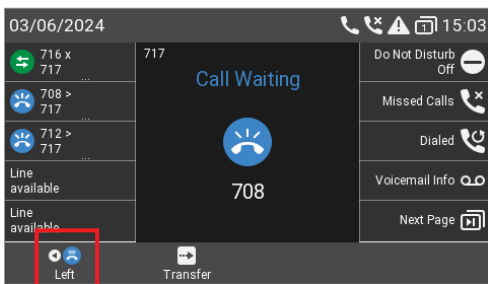 03/06/2024
1 15:03
716 x
717
...
708 >
717
...
712 >
717
...
Line
available
Line
available
717
Call Waiting
708
Do Not Disturb
Off
Missed Calls
Dialed
Voicemail Info
Next Page
Left
Transfer